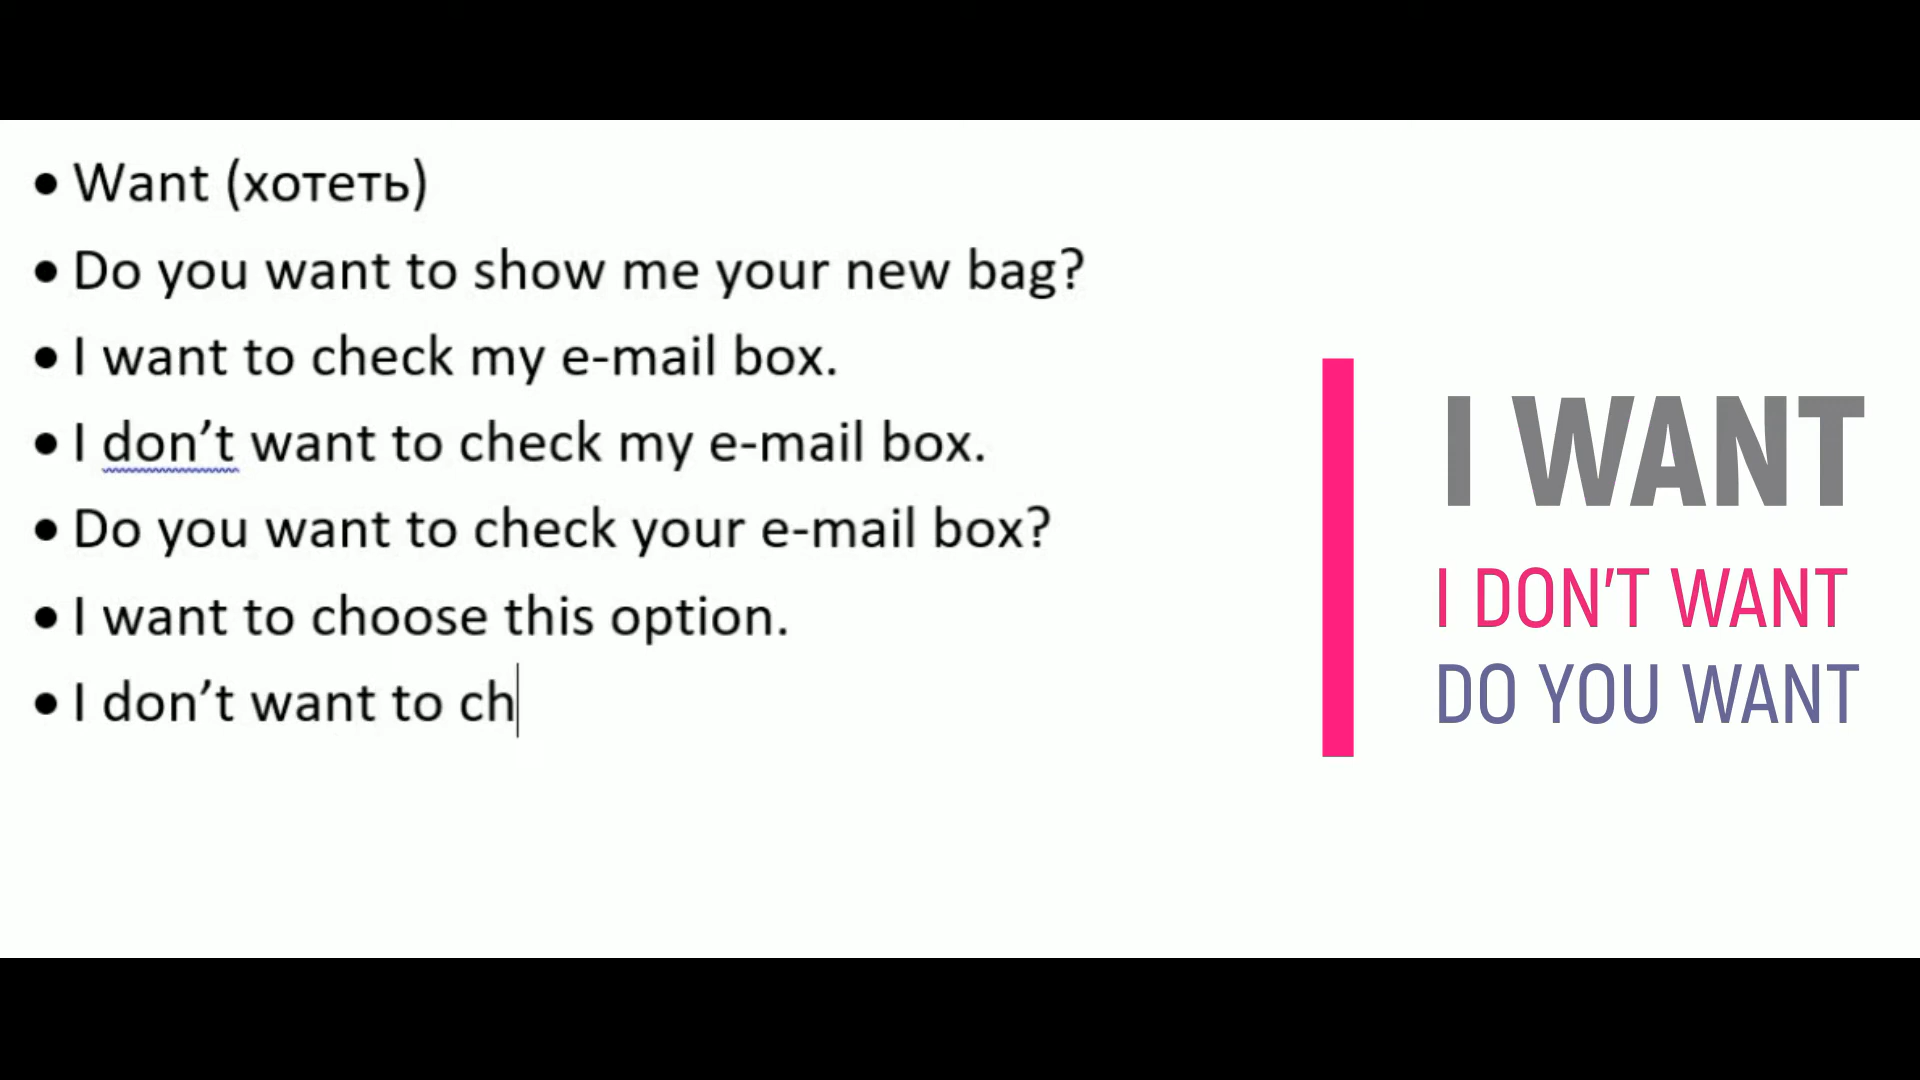 • Want (хотеть)
• Do you want to show me your new bag?
• I want to check my e-mail box.
• I don’t want to check my e-mail box.
• Do you want to check your e-mail box?
• I want to choose this option.
• I don’t want to ch
I WANT
I DON’T WANT
DO YOU WANT